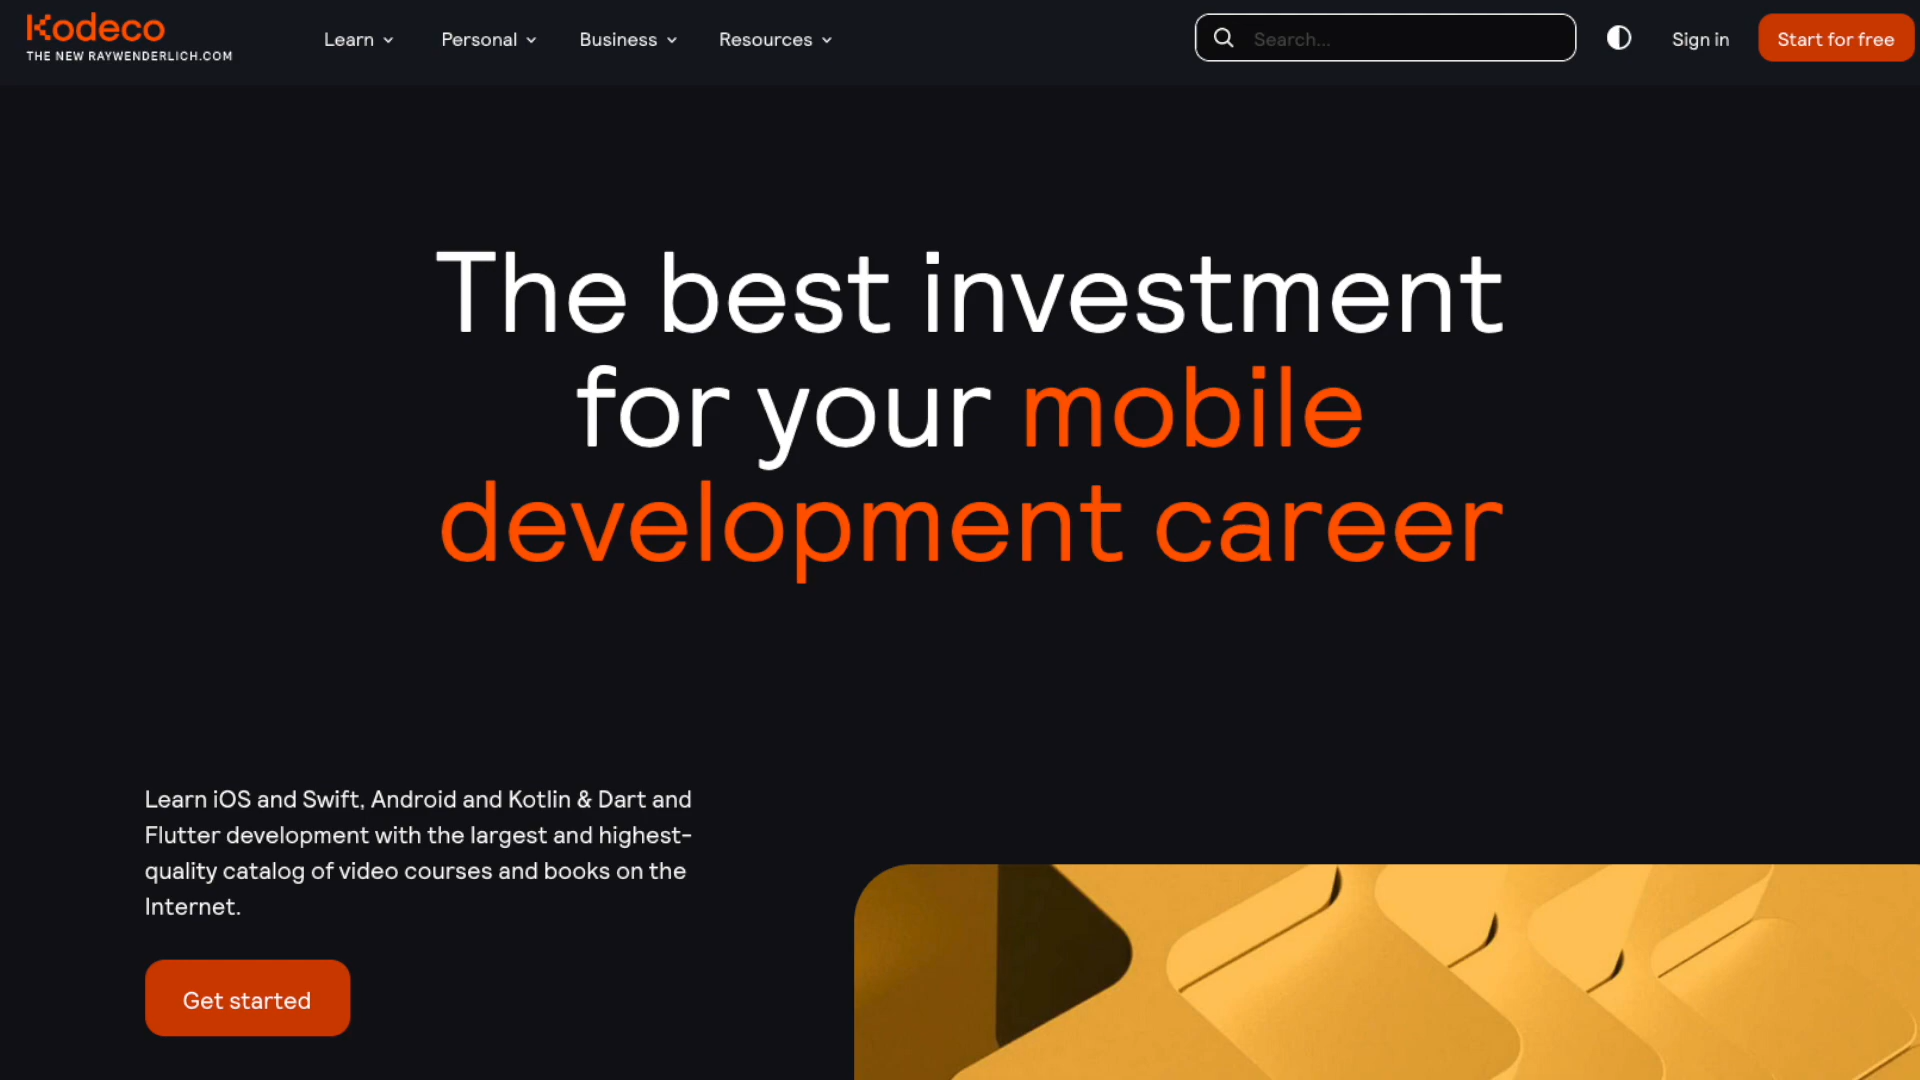 Kodeco
THE NEW RAYWENDERLICH.COM
Learn
Personal
Business
Resources
Search...
Sign in
Start for free
The best investment
for your mobile
development career
Learn iOS and Swift, Android and Kotlin & Dart and
Flutter development with the largest and highest-
quality catalog of video courses and books on the
Internet.
Get started